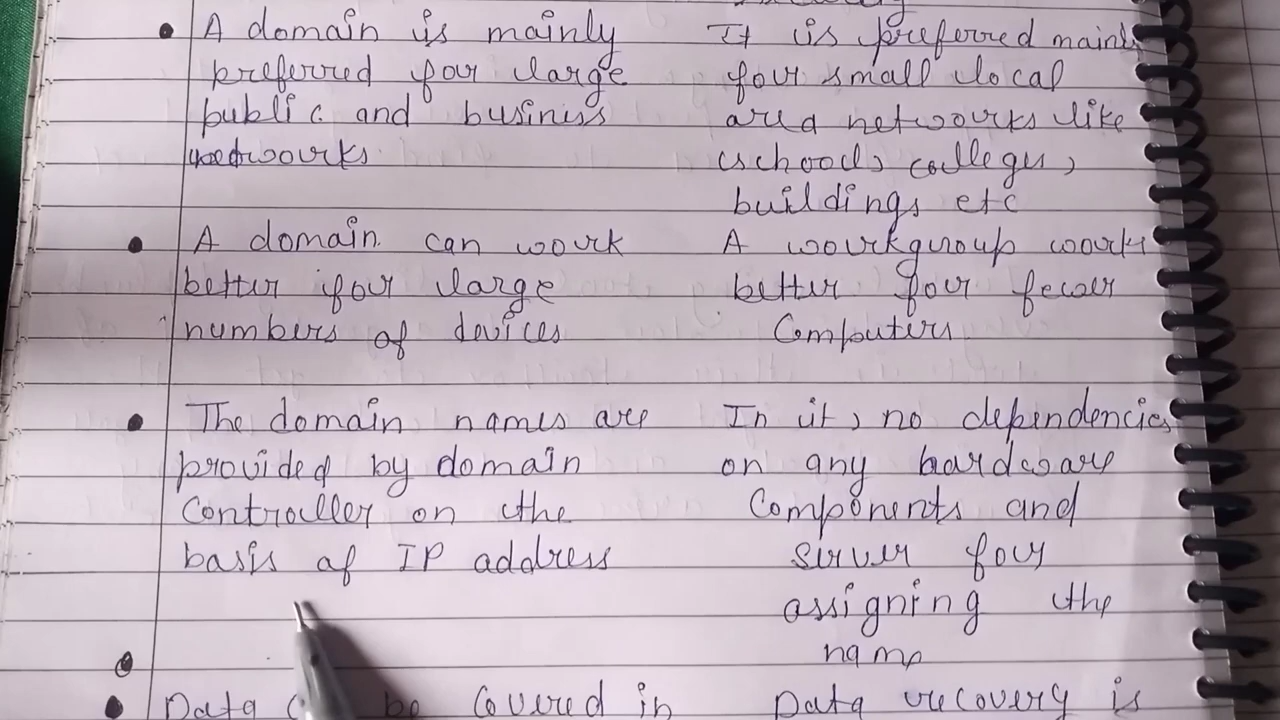 A domain is mainly
preferred for large
public and business
networks.
It is preferred mainly
for small local
area networks like
schools, colleges,
buildings etc
A domain can work
better for large
numbers of devices
A workgroup works
better for fewer
Computers
The domain names are
provided by domain
Controller on the
basis of IP address
In it, no dependencies
on any hardware
Components and
server for
assigning the
name
Data be covered in
Data recovery is